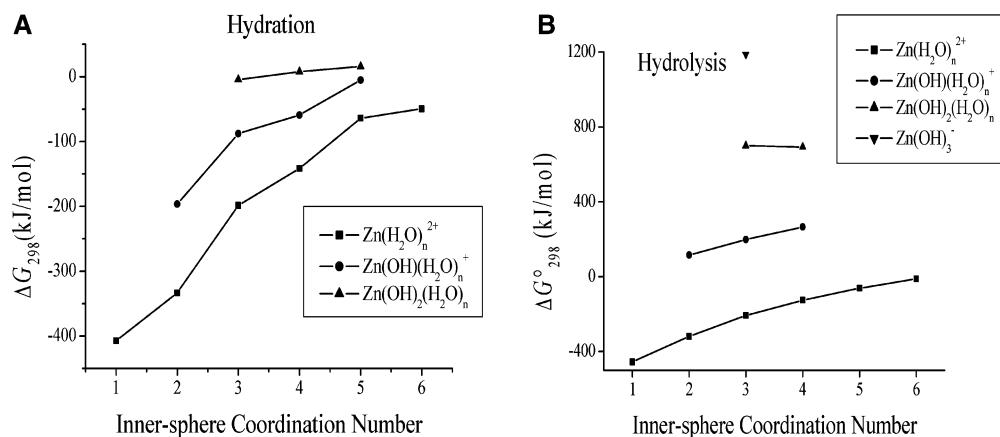 A
Hydration
0
-100
-200
-300
-400
ΔG298(kJ/mol)
Zn(H2O)n2+
Zn(OH)(H2O)n+
Zn(OH)2(H2O)n
1 2 3 4 5 6
Inner-sphere Coordination Number
B
Hydrolysis
1200
800
400
0
-400
ΔG°298 (kJ/mol)
Zn(H2O)n2+
Zn(OH)(H2O)n+
Zn(OH)2(H2O)n
Zn(OH)3-
1 2 3 4 5 6
Inner-sphere Coordination Number